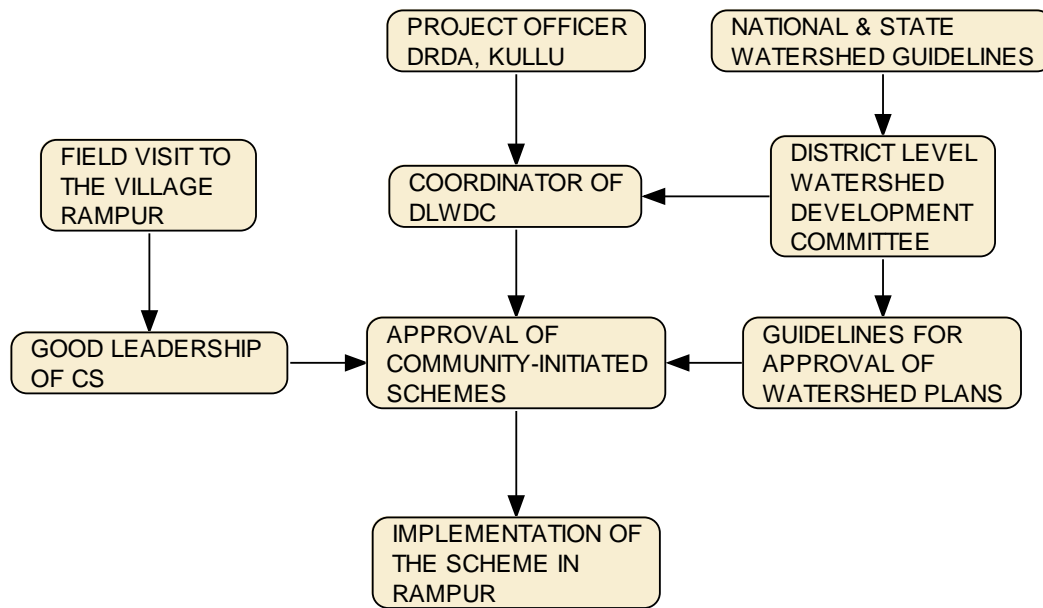 PROJECT OFFICER
DRDA, KULLU
NATIONAL & STATE
WATERSHED GUIDELINES
FIELD VISIT TO
THE VILLAGE
RAMPUR
COORDINATOR OF
DLWDC
DISTRICT LEVEL
WATERSHED
DEVELOPMENT
COMMITTEE
GOOD LEADERSHIP
OF CS
APPROVAL OF
COMMUNITY-INITIATED
SCHEMES
GUIDELINES FOR
APPROVAL OF
WATERSHED PLANS
IMPLEMENTATION OF
THE SCHEME IN
RAMPUR